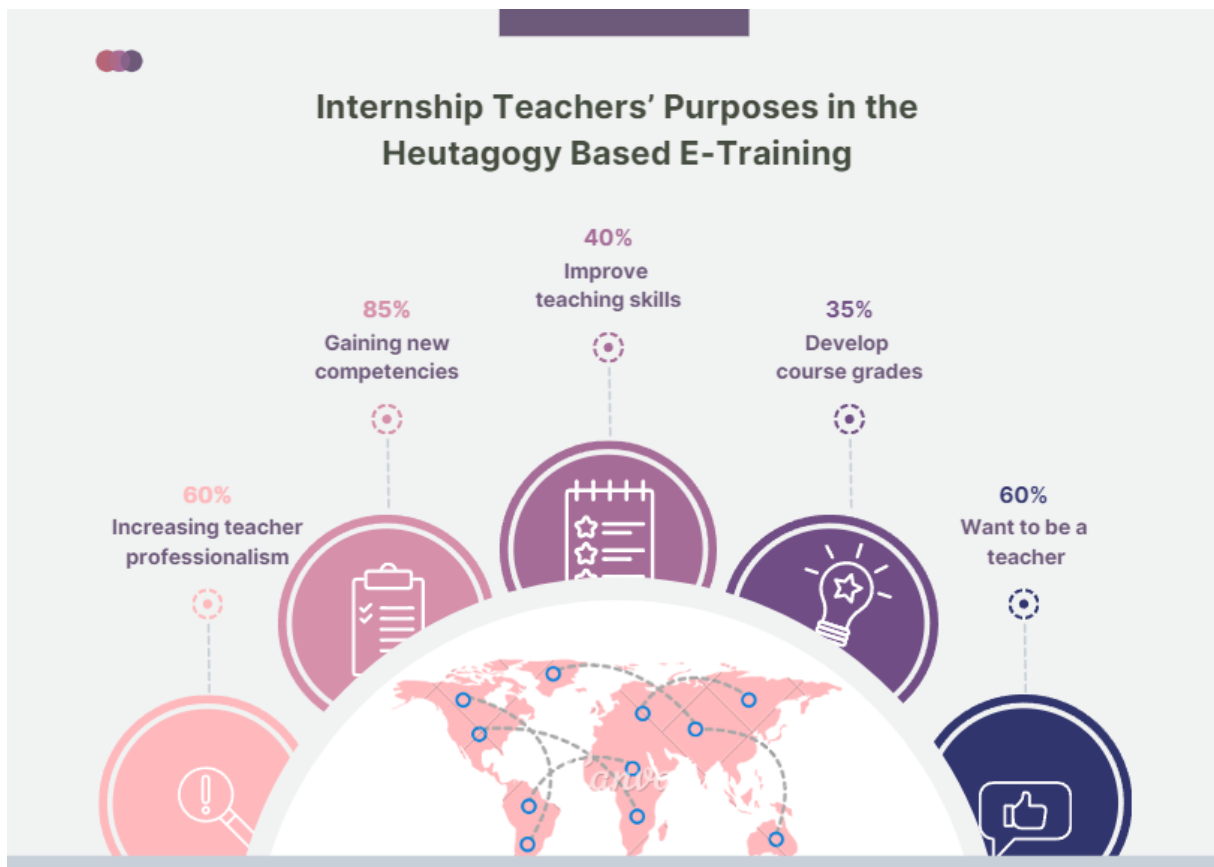 Internship Teachers’ Purposes in the
Heutagogy Based E-Training
40%
Improve
teaching skills
85%
Gaining new
competencies
35%
Develop
course grades
60%
Increasing teacher
professionalism
60%
Want to be a
teacher